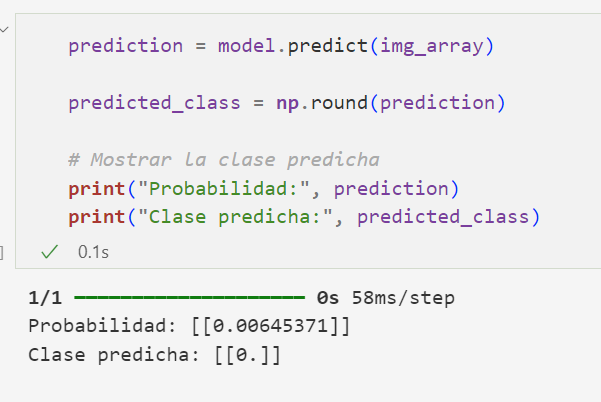 prediction = model.predict(img_array)
predicted_class = np.round(prediction)
# Mostrar la clase predicha
print("Probabilidad:", prediction)
print("Clase predicha:", predicted_class)
] ✓ 0.1s
1/1 ━━━━━━━━━━━━━━━━━━━━ 0s 58ms/step
Probabilidad: [[0.00645371]]
Clase predicha: [[0.]]